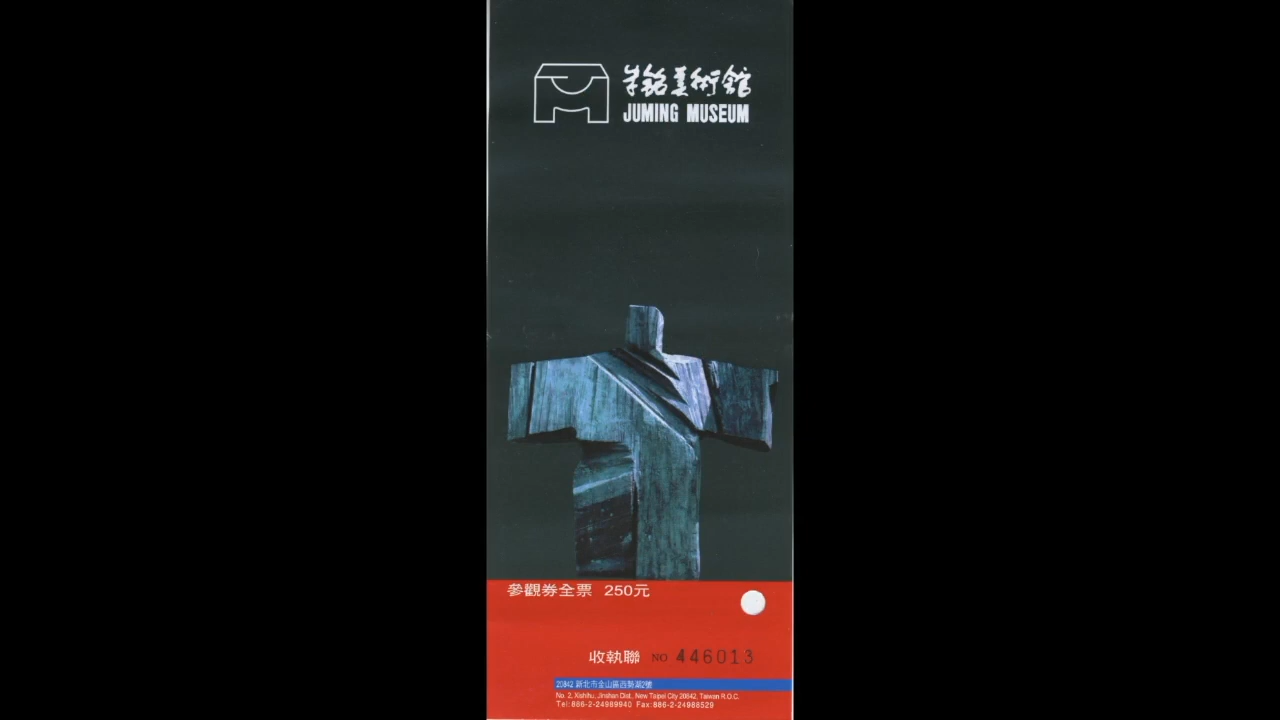 朱銘美術館
JUMING MUSEUM
參觀券全票 250元
收執聯 NO 446013
20842 新北市金山區西勢湖2號
No. 2, Xishihu, Jinshan Dist., New Taipei City 20842, Taiwan R.O.C.
Tel:886-2-24989940 Fax:886-2-24988529